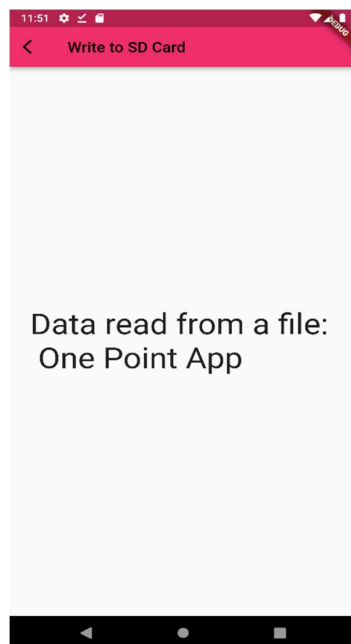 11:51
DEBUG
Write to SD Card
Data read from a file:
One Point App